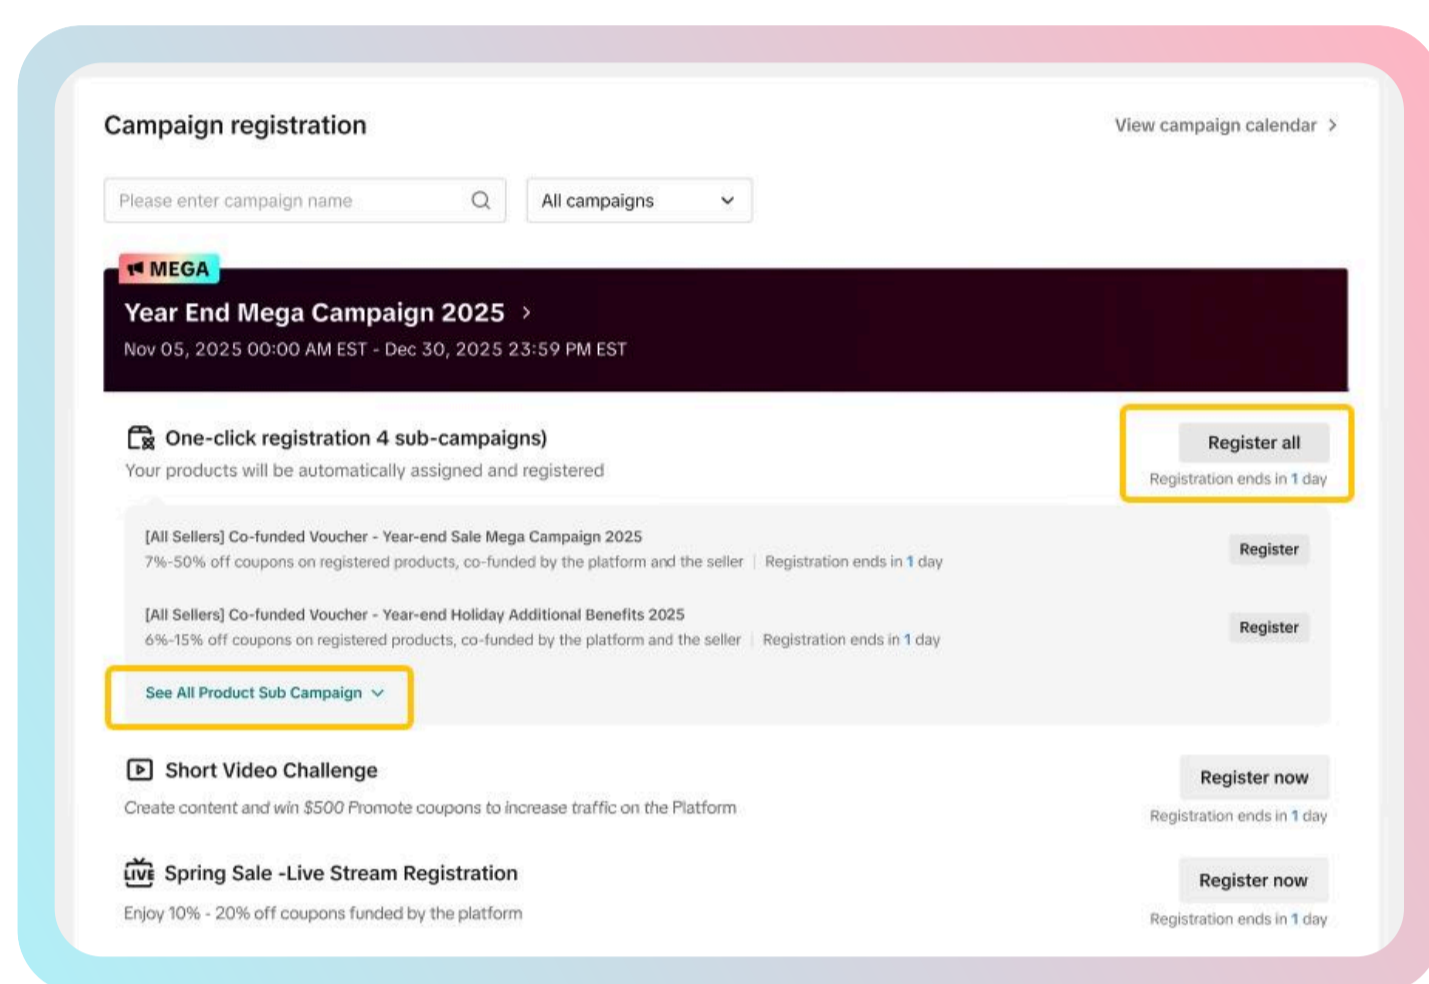 Campaign registration
View campaign calendar
Please enter campaign name
All campaigns
MEGA
Year End Mega Campaign 2025
Nov 05, 2025 00:00 AM EST - Dec 30, 2025 23:59 PM EST
One-click registration 4 sub-campaigns)
Register all
Your products will be automatically assigned and registered
Registration ends in 1 day
[All Sellers] Co-funded Voucher - Year-end Sale Mega Campaign 2025
7%-50% off coupons on registered products, co-funded by the platform and the seller | Registration ends in 1 day
Register
[All Sellers] Co-funded Voucher - Year-end Holiday Additional Benefits 2025
6%-15% off coupons on registered products, co-funded by the platform and the seller | Registration ends in 1 day
Register
See All Product Sub Campaign
Short Video Challenge
Register now
Create content and win $500 Promote coupons to increase traffic on the Platform
Registration ends in 1 day
LIVE Spring Sale -Live Stream Registration
Register now
Enjoy 10% - 20% off coupons funded by the platform
Registration ends in 1 day